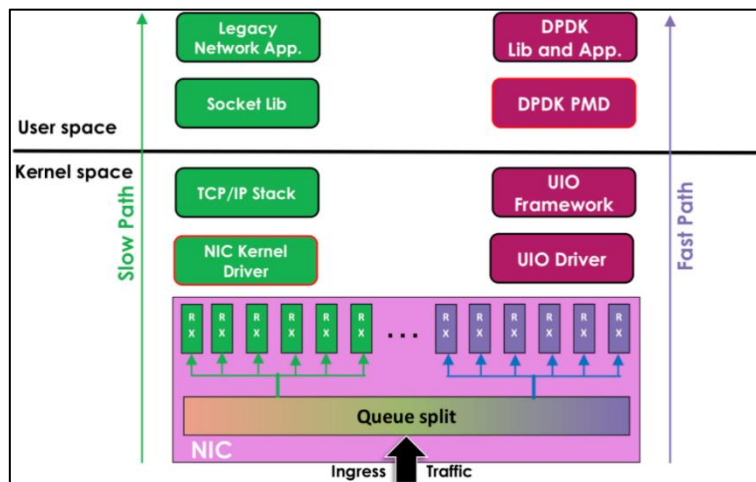 Legacy
Network App.
DPDK
Lib and App.
Socket Lib
DPDK PMD
User space
Kernel space
Slow Path
Fast Path
TCP/IP Stack
UIO
Framework
NIC Kernel
Driver
UIO Driver
R R R R R R ... R R R R R R
X X X X X X X X X X X X
Queue split
NIC
Ingress Traffic